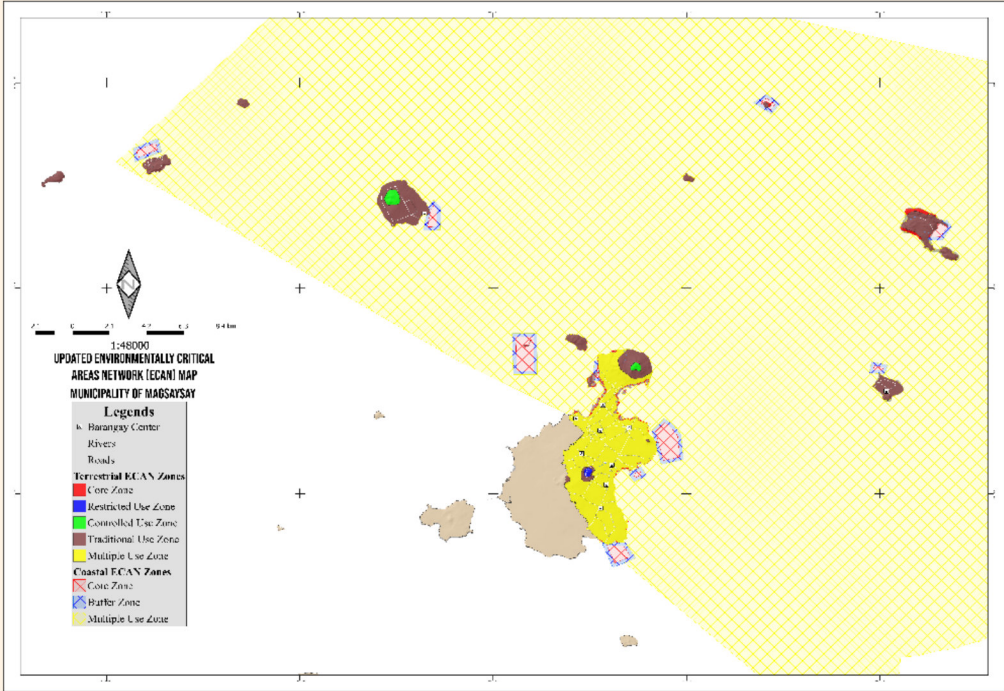 N
0
1:48000
UPDATED ENVIRONMENTALLY CRITICAL
AREAS NETWORK (ECAN) MAP
MUNICIPALITY OF MAGSAYSAY
Legends
Barangay Center
Rivers
Roads
Terrestrial ECAN Zones
Core Zone
Restricted Use Zone
Controlled Use Zone
Traditional Use Zone
Multiple Use Zone
Coastal ECAN Zones
Core Zone
Buffer Zone
Multiple Use Zone